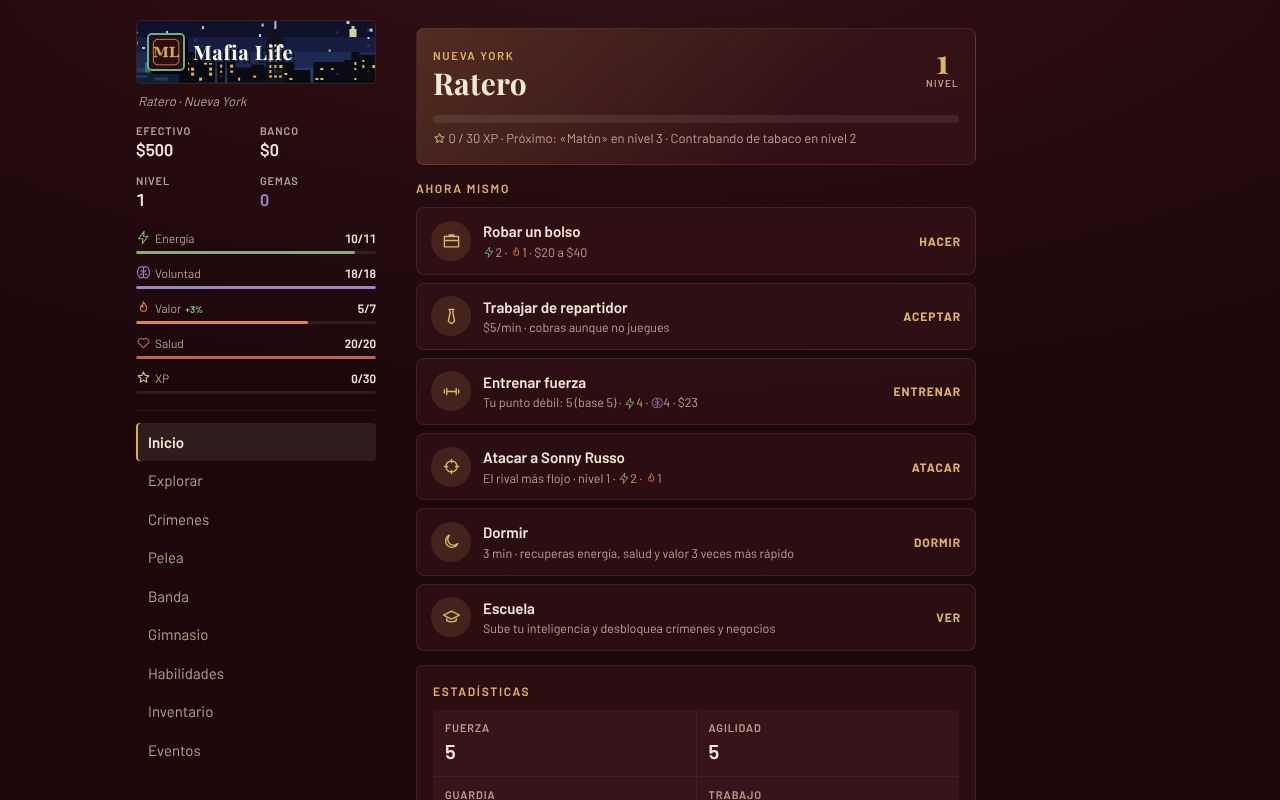 ML Mafia Life
Ratero · Nueva York
EFECTIVO
$500
BANCO
$0
NIVEL
1
GEMAS
0
Energía 10/11
Voluntad 18/18
Valor +3% 5/7
Salud 20/20
XP 0/30
Inicio
Explorar
Crímenes
Pelea
Banda
Gimnasio
Habilidades
Inventario
Eventos
NUEVA YORK
Ratero
1
NIVEL
0 / 30 XP · Próximo: «Matón» en nivel 3 · Contrabando de tabaco en nivel 2
AHORA MISMO
Robar un bolso
2 · 1 · $20 a $40
HACER
Trabajar de repartidor
$5/min · cobras aunque no juegues
ACEPTAR
Entrenar fuerza
Tu punto débil: 5 (base 5) · 4 · 4 · $23
ENTRENAR
Atacar a Sonny Russo
El rival más flojo · nivel 1 · 2 · 1
ATACAR
Dormir
3 min · recuperas energía, salud y valor 3 veces más rápido
DORMIR
Escuela
Sube tu inteligencia y desbloquea crímenes y negocios
VER
ESTADÍSTICAS
FUERZA
5
AGILIDAD
5
GUARDIA
TRABAJO